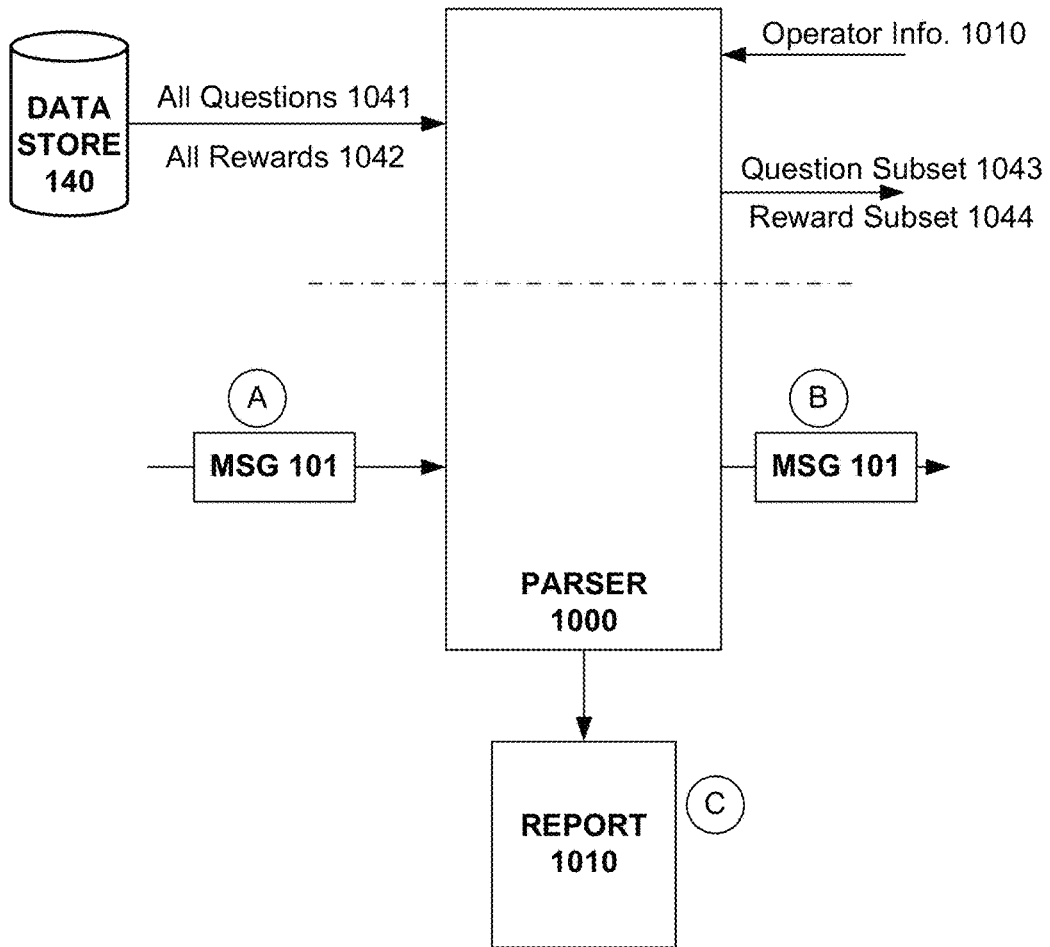 Operator Info. 1010
DATA
STORE
140
All Questions 1041
All Rewards 1042
Question Subset 1043
Reward Subset 1044
A
MSG 101
B
MSG 101
PARSER
1000
REPORT
1010
C